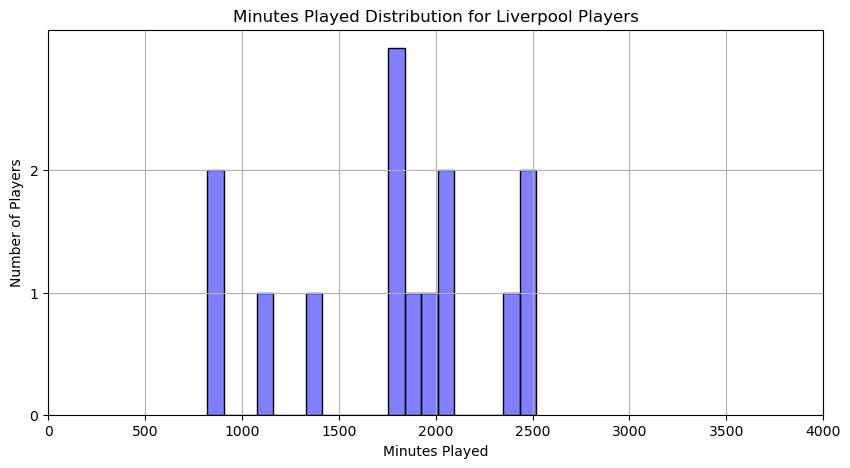 Minutes Played Distribution for Liverpool Players
Number of Players
2
1
0
0 500 1000 1500 2000 2500 3000 3500 4000
Minutes Played